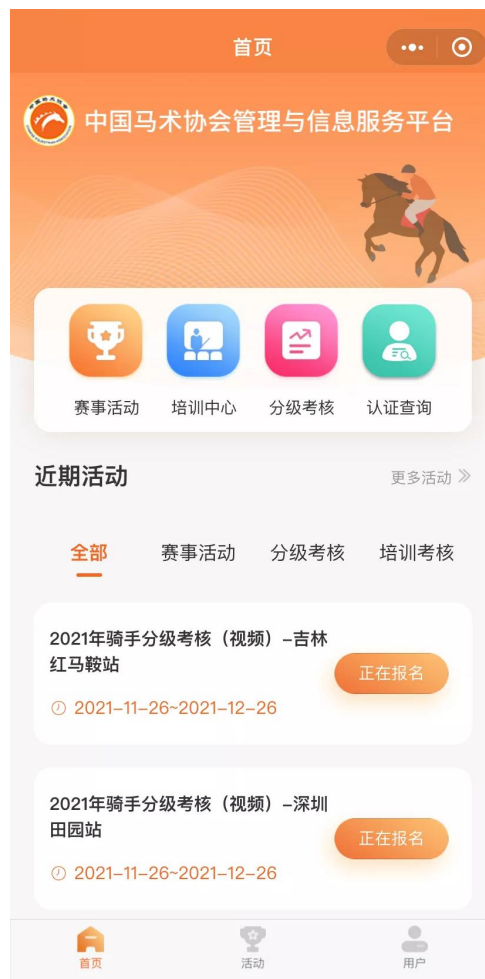 首页
中国马术协会管理与信息服务平台
赛事活动
培训中心
分级考核
认证查询
近期活动
更多活动
全部
赛事活动
分级考核
培训考核
2021年骑手分级考核（视频）–吉林
红马鞍站
正在报名
2021–11–26~2021–12–26
2021年骑手分级考核（视频）–深圳
田园站
正在报名
2021–11–26~2021–12–26
首页
活动
用户